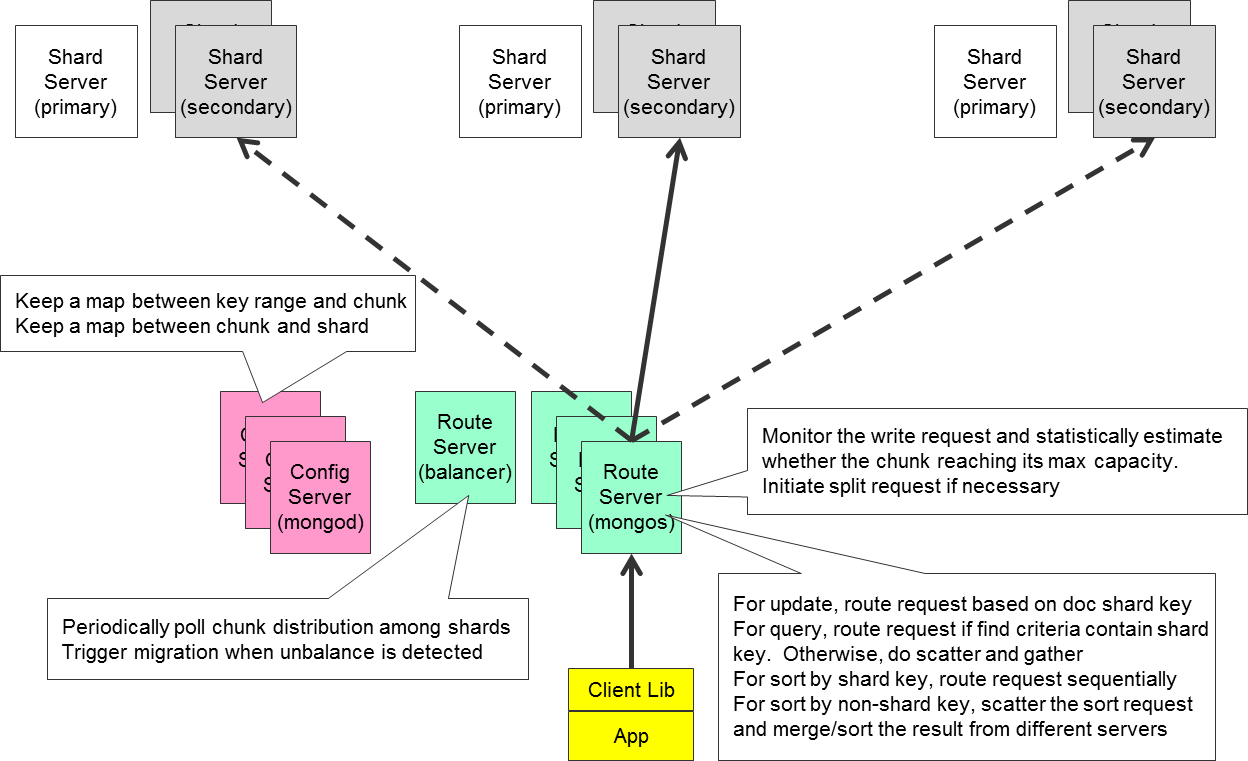 Shard
Server
(primary)
Shard
Server
(secondary)
Shard
Server
(primary)
Shard
Server
(secondary)
Shard
Server
(primary)
Shard
Server
(secondary)
Keep a map between key range and chunk
Keep a map between chunk and shard
Config
Server
(mongod)
Route
Server
(balancer)
Route
Server
(mongos)
Monitor the write request and statistically estimate
whether the chunk reaching its max capacity.
Initiate split request if necessary
Periodically poll chunk distribution among shards
Trigger migration when unbalance is detected
For update, route request based on doc shard key
For query, route request if find criteria contain shard
key.  Otherwise, do scatter and gather
For sort by shard key, route request sequentially
For sort by non-shard key, scatter the sort request
and merge/sort the result from different servers
Client Lib
App